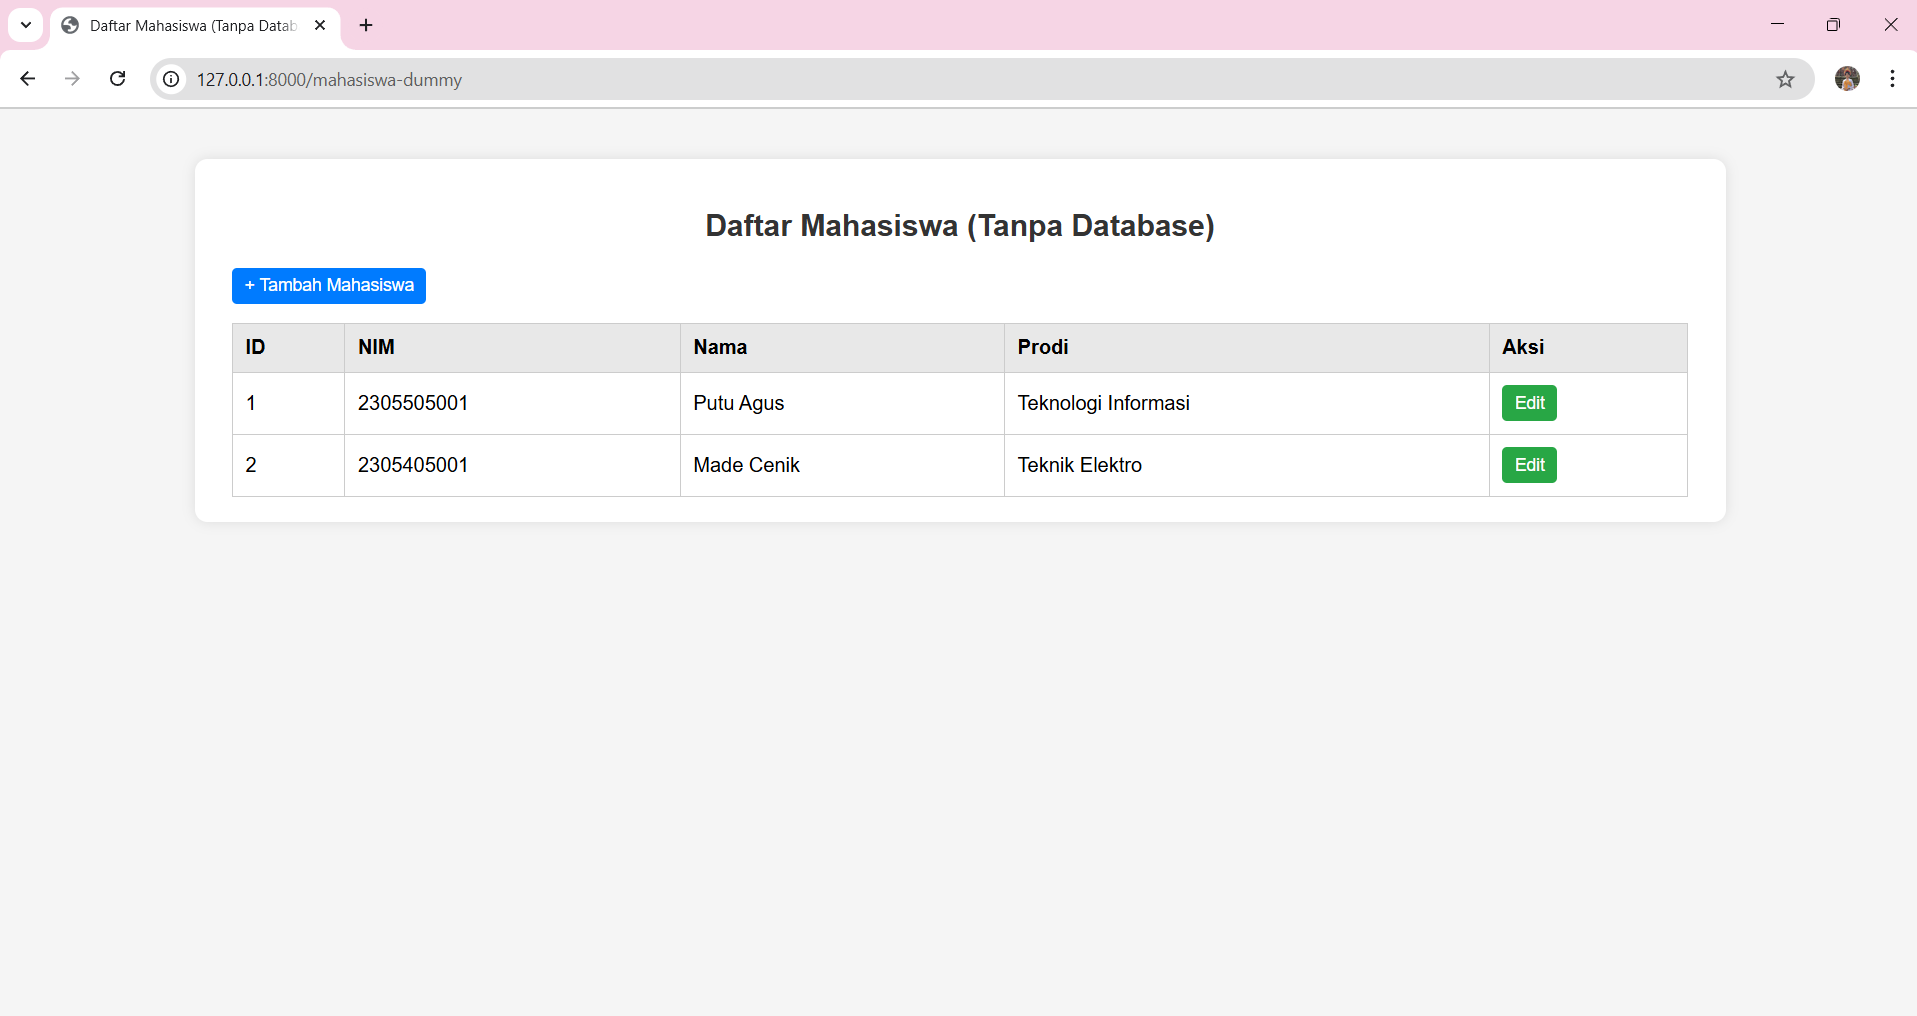 Daftar Mahasiswa (Tanpa Datab
127.0.0.1:8000/mahasiswa-dummy
Daftar Mahasiswa (Tanpa Database)
+ Tambah Mahasiswa
ID NIM Nama Prodi Aksi
1 2305505001 Putu Agus Teknologi Informasi Edit
2 2305405001 Made Cenik Teknik Elektro Edit